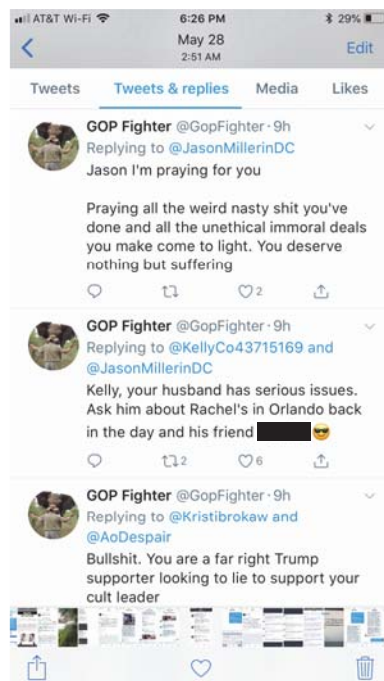 AT&T Wi-Fi 6:26 PM 29%
May 28
2:51 AM
Edit
Tweets Tweets & replies Media Likes
GOP Fighter @GopFighter · 9h
Replying to @JasonMillerinDC
Jason I'm praying for you
Praying all the weird nasty shit you've
done and all the unethical immoral deals
you make come to light. You deserve
nothing but suffering
2
GOP Fighter @GopFighter · 9h
Replying to @KellyCo43715169 and
@JasonMillerinDC
Kelly, your husband has serious issues.
Ask him about Rachel's in Orlando back
in the day and his friend
2 6
GOP Fighter @GopFighter · 9h
Replying to @Kristibrokaw and
@AoDespair
Bullshit. You are a far right Trump
supporter looking to lie to support your
cult leader